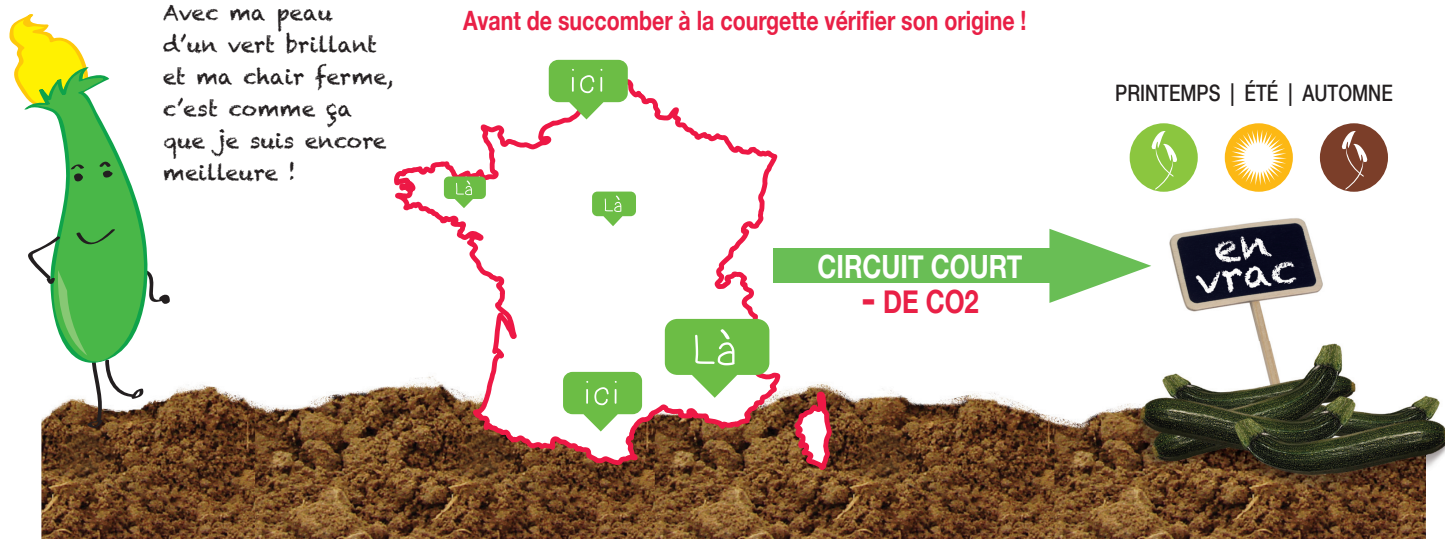 Avec ma peau
d'un vert brillant
et ma chair ferme,
c'est comme ça
que je suis encore
meilleure !
Avant de succomber à la courgette vérifier son origine !
ici
Là
Là
Là
ici
CIRCUIT COURT
- DE CO2
PRINTEMPS | ÉTÉ | AUTOMNE
en
vrac